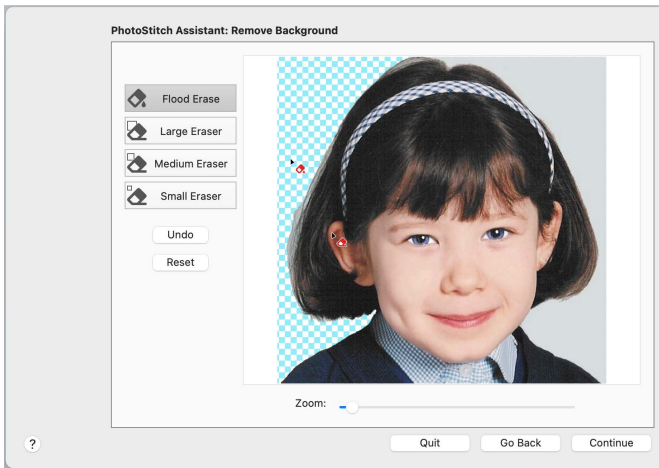 PhotoStitch Assistant: Remove Background
Flood Erase
Large Eraser
Medium Eraser
Small Eraser
Undo
Reset
Zoom:
?
Quit
Go Back
Continue